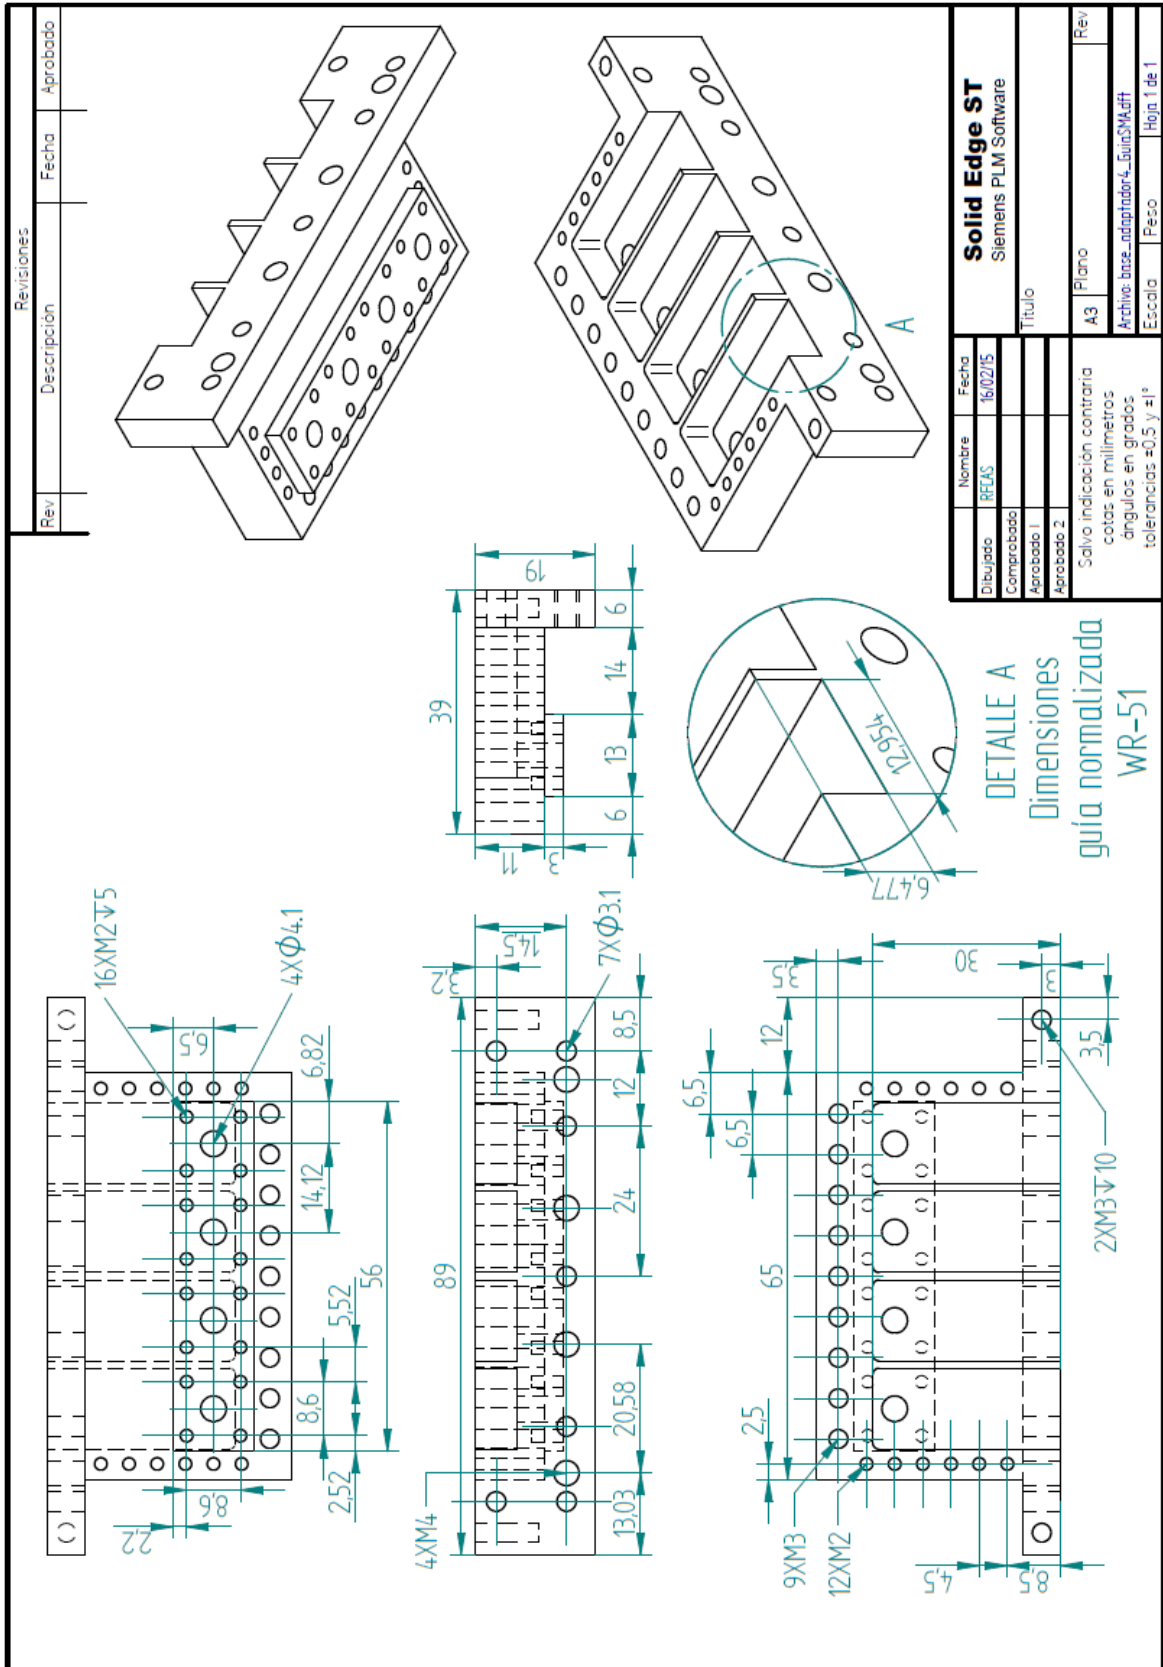 Revisiones
Rev Descripción Fecha Aprobado
16XM2↧5
4XΦ4.1
6,5
6,82
14,12
56
5,52
8,6
2,52
8,6
2,2
39
19
6
14
13
6
11
3
3,2
14,5
7XΦ3.1
8,5
12
24
89
20,58
13,03
4XM4
3,5
30
3
12
6,5
6,5
3,5
65
2,5
2XM3↧10
9XM3
12XM2
4,5
8,5
A
12,954
6,477
DETALLE A
Dimensiones
guía normalizada
WR-51
Nombre Fecha
Dibujado RFCAS 16/02/15
Comprobado
Aprobado 1
Aprobado 2
Salvo indicación contraria
cotas en milímetros
ángulos en grados
tolerancias ±0,5 y ±1º
Solid Edge ST
Siemens PLM Software
Título
A3 Plano Rev
Archivo: base_adaptador4_GuiaSMA.dft
Escala Peso Hoja 1 de 1